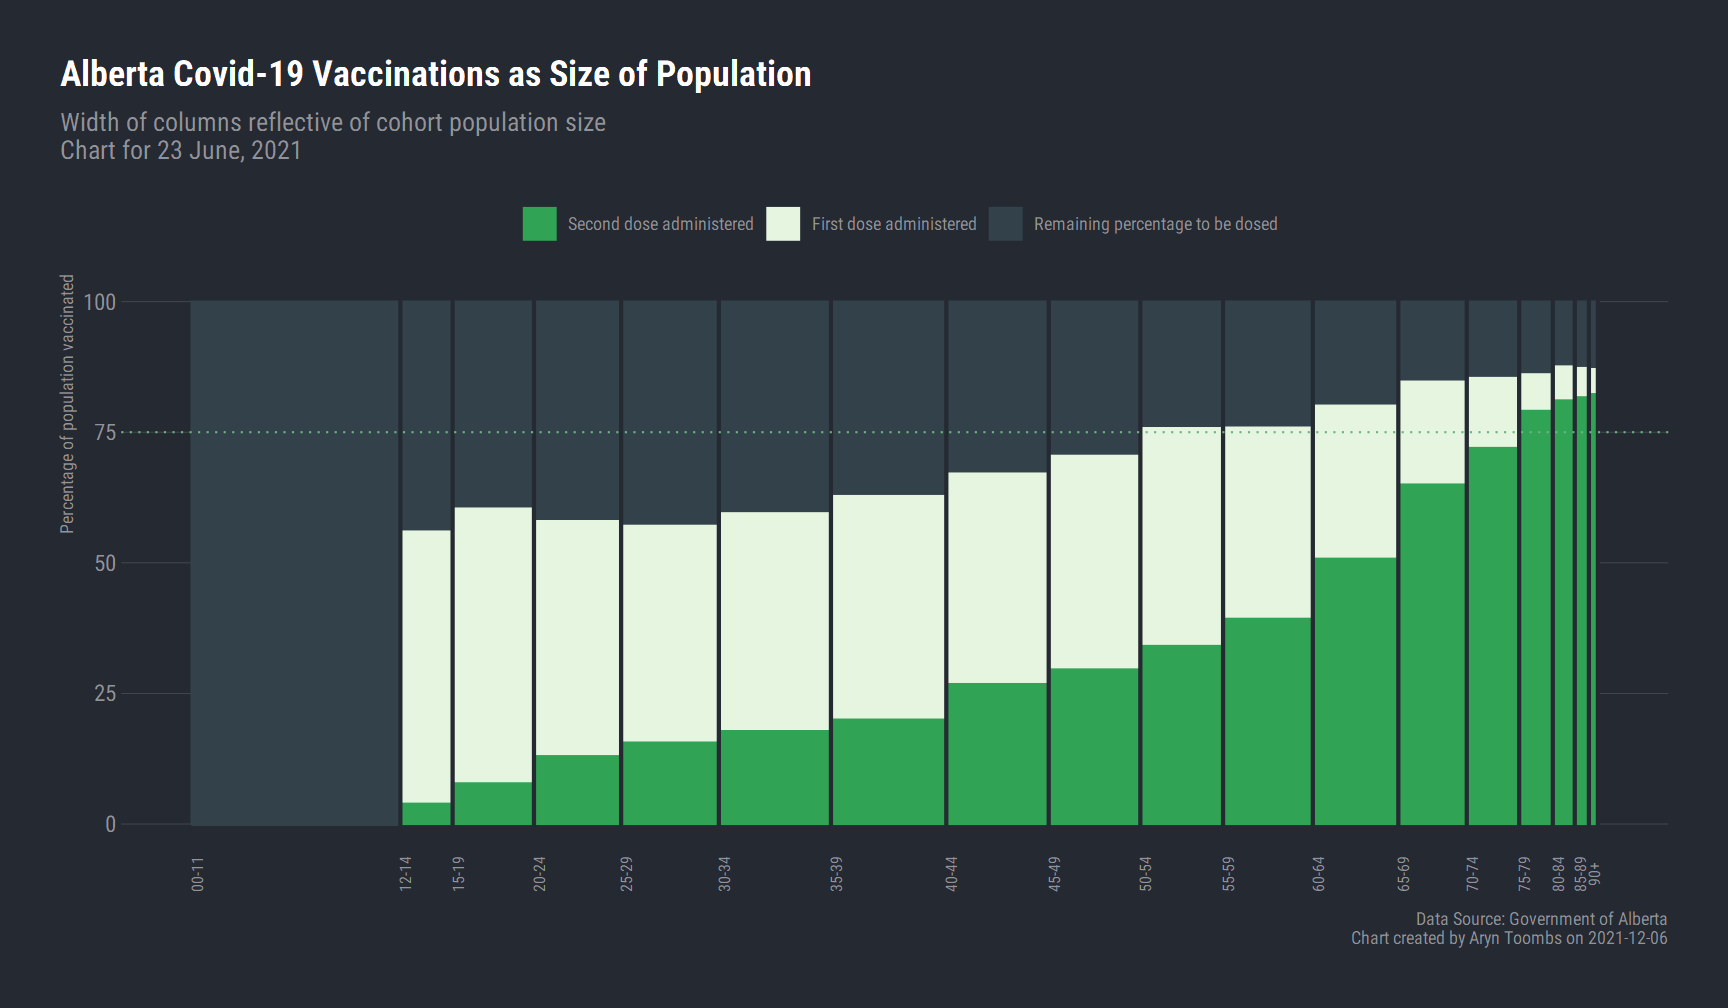 Alberta Covid-19 Vaccinations as Size of Population
Width of columns reflective of cohort population size
Chart for 23 June, 2021
Second dose administered
First dose administered
Remaining percentage to be dosed
Percentage of population vaccinated
100
75
50
25
0
00-11
12-14
15-19
20-24
25-29
30-34
35-39
40-44
45-49
50-54
55-59
60-64
65-69
70-74
75-79
80-84
85-89
90+
Data Source: Government of Alberta
Chart created by Aryn Toombs on 2021-12-06